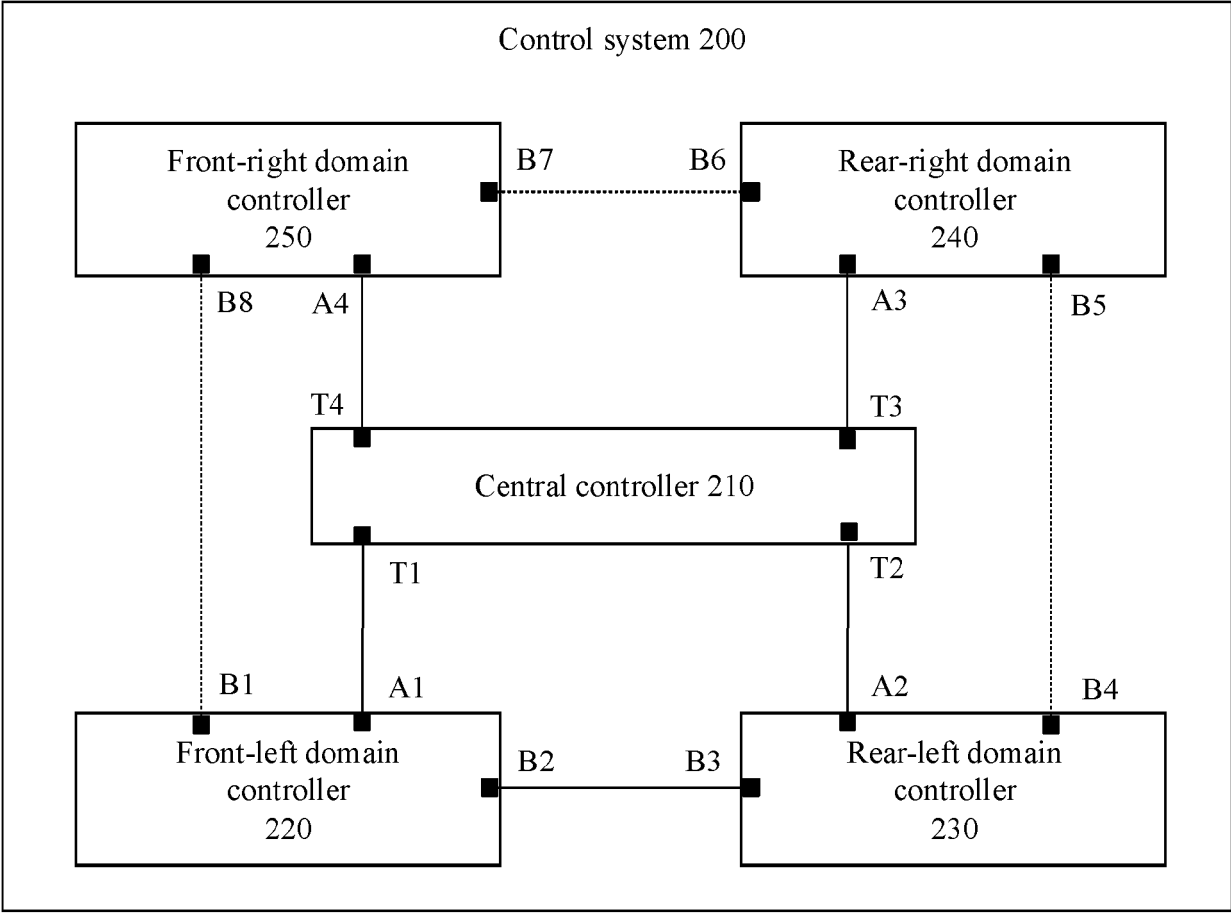 Control system 200
Front-right domain
controller
250
B7
B6
Rear-right domain
controller
240
B8
A4
A3
B5
T4
T3
Central controller 210
T1
T2
B1
A1
A2
B4
Front-left domain
controller
220
B2
B3
Rear-left domain
controller
230